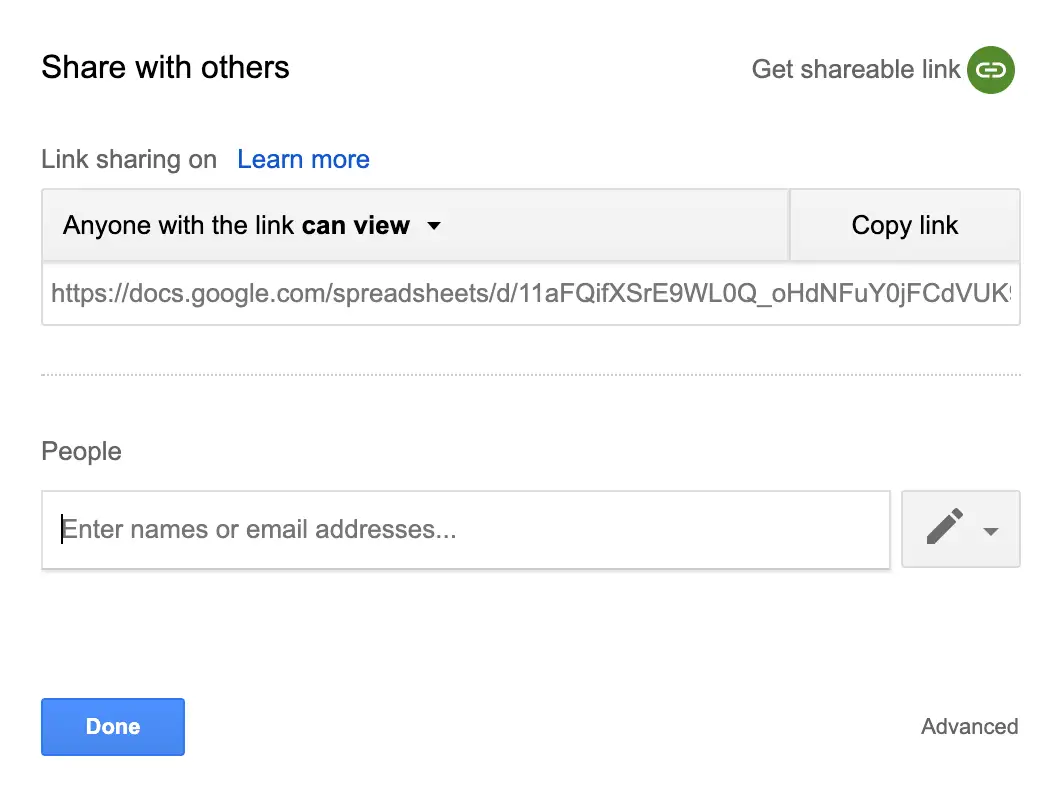 Share with others
Get shareable link
Link sharing on Learn more
Anyone with the link can view
Copy link
https://docs.google.com/spreadsheets/d/11aFQifXSrE9WL0Q_oHdNFuY0jFCdVUK
People
Enter names or email addresses...
Done
Advanced